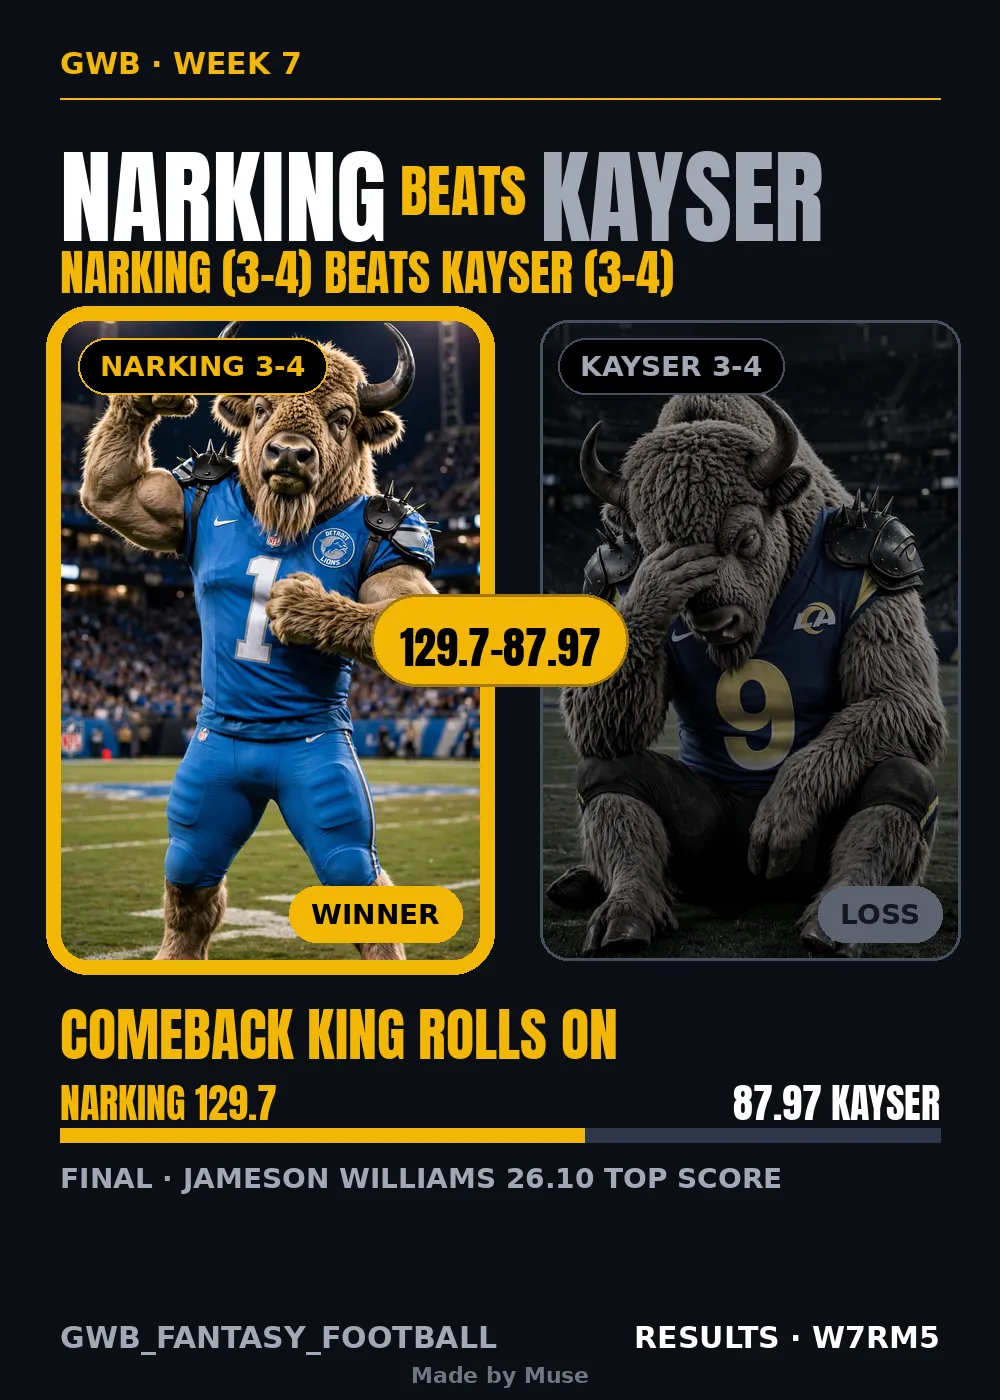 GWB · WEEK 7
NARKING BEATS KAYSER
NARKING (3-4) BEATS KAYSER (3-4)
NARKING 3-4
KAYSER 3-4
DETROIT
LIONS
1
LA
9
129.7-87.97
WINNER
LOSS
COMEBACK KING ROLLS ON
NARKING 129.7
87.97 KAYSER
FINAL · JAMESON WILLIAMS 26.10 TOP SCORE
GWB_FANTASY_FOOTBALL
RESULTS · W7RM5
Made by Muse